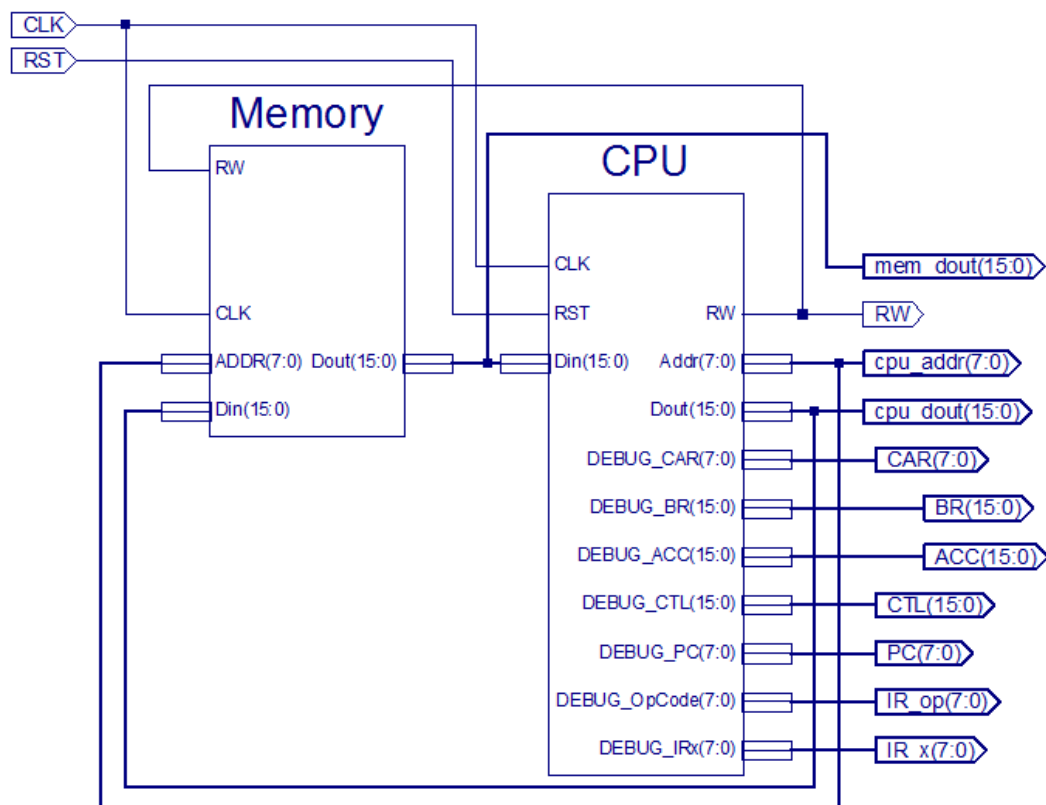 CLK
RST
Memory
RW
CPU
CLK
mem_dout(15:0)
CLK
RST
RW
RW
ADDR(7:0)
Dout(15:0)
Din(15:0)
Addr(7:0)
cpu_addr(7:0)
Din(15:0)
Dout(15:0)
cpu_dout(15:0)
DEBUG_CAR(7:0)
CAR(7:0)
DEBUG_BR(15:0)
BR(15:0)
DEBUG_ACC(15:0)
ACC(15:0)
DEBUG_CTL(15:0)
CTL(15:0)
DEBUG_PC(7:0)
PC(7:0)
DEBUG_OpCode(7:0)
IR_op(7:0)
DEBUG_IRx(7:0)
IR_x(7:0)